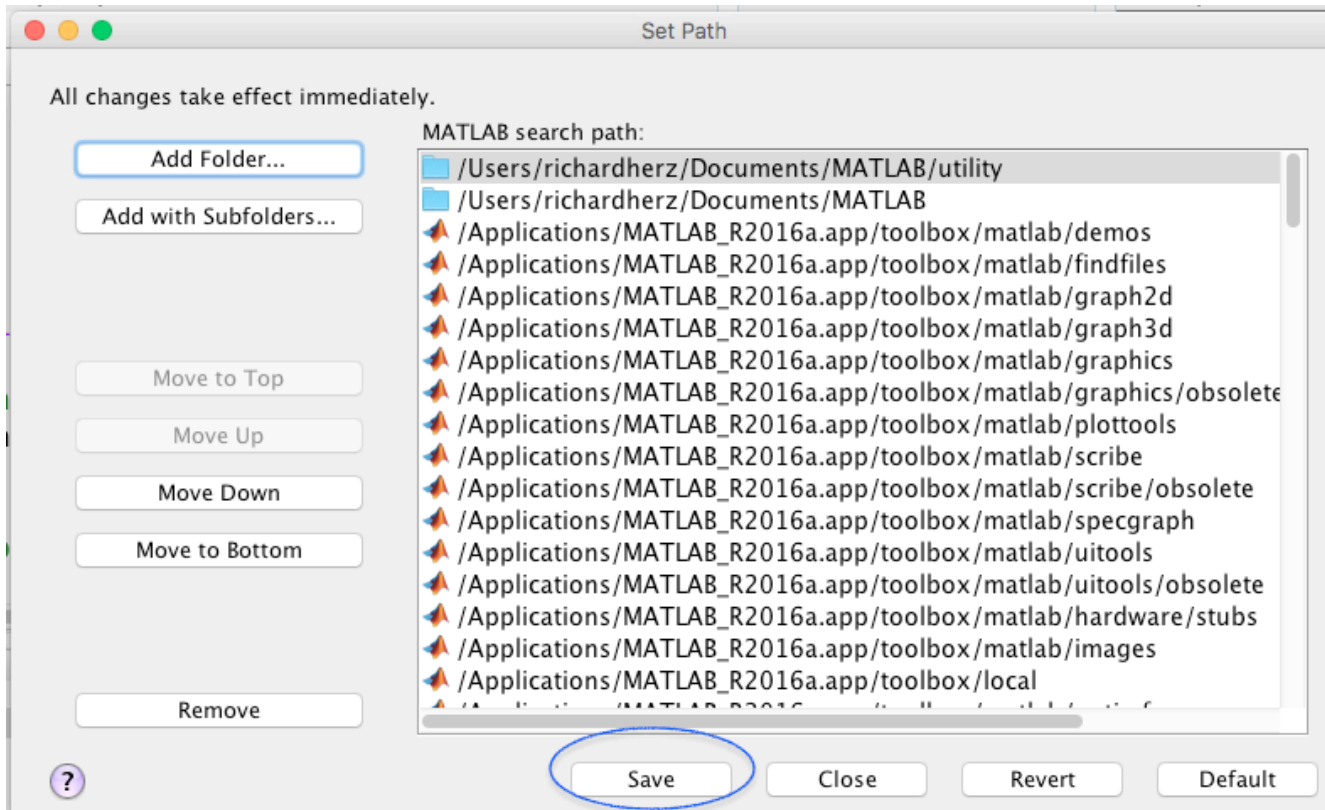 Set Path
All changes take effect immediately.
Add Folder...
Add with Subfolders...
Move to Top
Move Up
Move Down
Move to Bottom
Remove
MATLAB search path:
/Users/richardherz/Documents/MATLAB/utility
/Users/richardherz/Documents/MATLAB
/Applications/MATLAB_R2016a.app/toolbox/matlab/demos
/Applications/MATLAB_R2016a.app/toolbox/matlab/findfiles
/Applications/MATLAB_R2016a.app/toolbox/matlab/graph2d
/Applications/MATLAB_R2016a.app/toolbox/matlab/graph3d
/Applications/MATLAB_R2016a.app/toolbox/matlab/graphics
/Applications/MATLAB_R2016a.app/toolbox/matlab/graphics/obsolete
/Applications/MATLAB_R2016a.app/toolbox/matlab/plottools
/Applications/MATLAB_R2016a.app/toolbox/matlab/scribe
/Applications/MATLAB_R2016a.app/toolbox/matlab/scribe/obsolete
/Applications/MATLAB_R2016a.app/toolbox/matlab/specgraph
/Applications/MATLAB_R2016a.app/toolbox/matlab/uitools
/Applications/MATLAB_R2016a.app/toolbox/matlab/uitools/obsolete
/Applications/MATLAB_R2016a.app/toolbox/matlab/hardware/stubs
/Applications/MATLAB_R2016a.app/toolbox/matlab/images
/Applications/MATLAB_R2016a.app/toolbox/local
? Save Close Revert Default